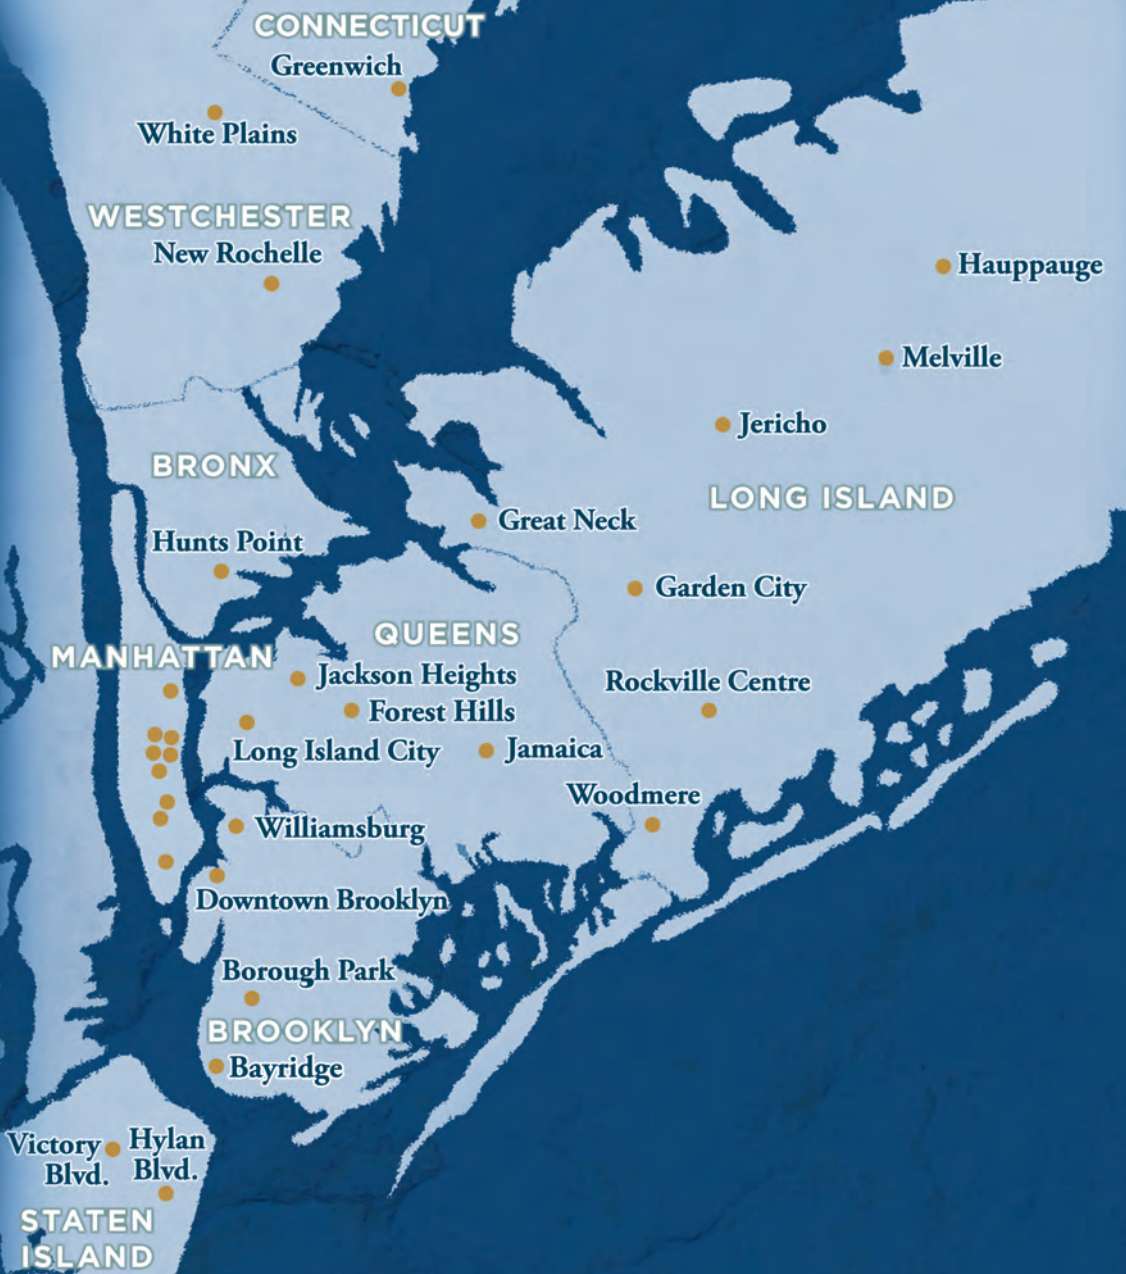 CONNECTICUT
Greenwich
White Plains
WESTCHESTER
New Rochelle
Hauppauge
Melville
Jericho
BRONX
LONG ISLAND
Great Neck
Hunts Point
Garden City
QUEENS
MANHATTAN
Jackson Heights
Rockville Centre
Forest Hills
Long Island City
Jamaica
Woodmere
Williamsburg
Downtown Brooklyn
Borough Park
BROOKLYN
Bayridge
Victory
Blvd.
Hylan
Blvd.
STATEN
ISLAND